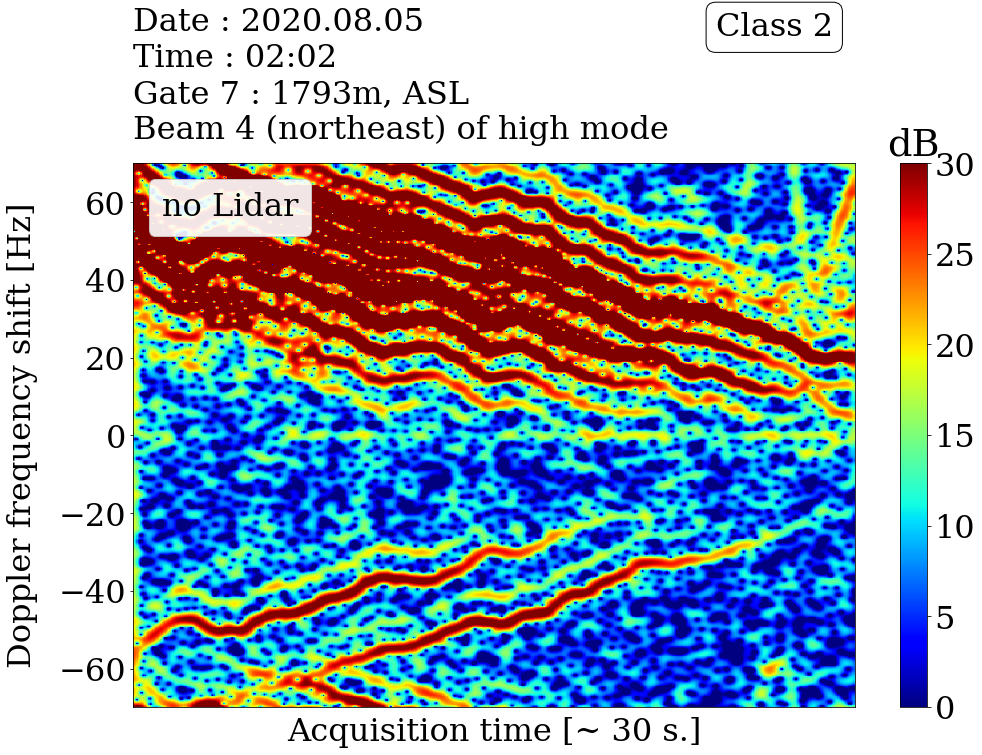 Date : 2020.08.05
Time : 02:02
Gate 7 : 1793m, ASL
Beam 4 (northeast) of high mode
Class 2
dB
no Lidar
Doppler frequency shift [Hz]
60
40
20
0
−20
−40
−60
30
25
20
15
10
5
0
Acquisition time [~ 30 s.]